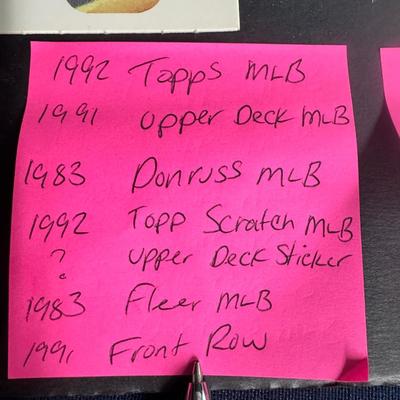 1992 Topps MLB
1991 Upper Deck MLB
1983 Donruss MLB
1992 Topp Scratch MLB
? Upper Deck Sticker
1983 Fleer MLB
1991 Front Row